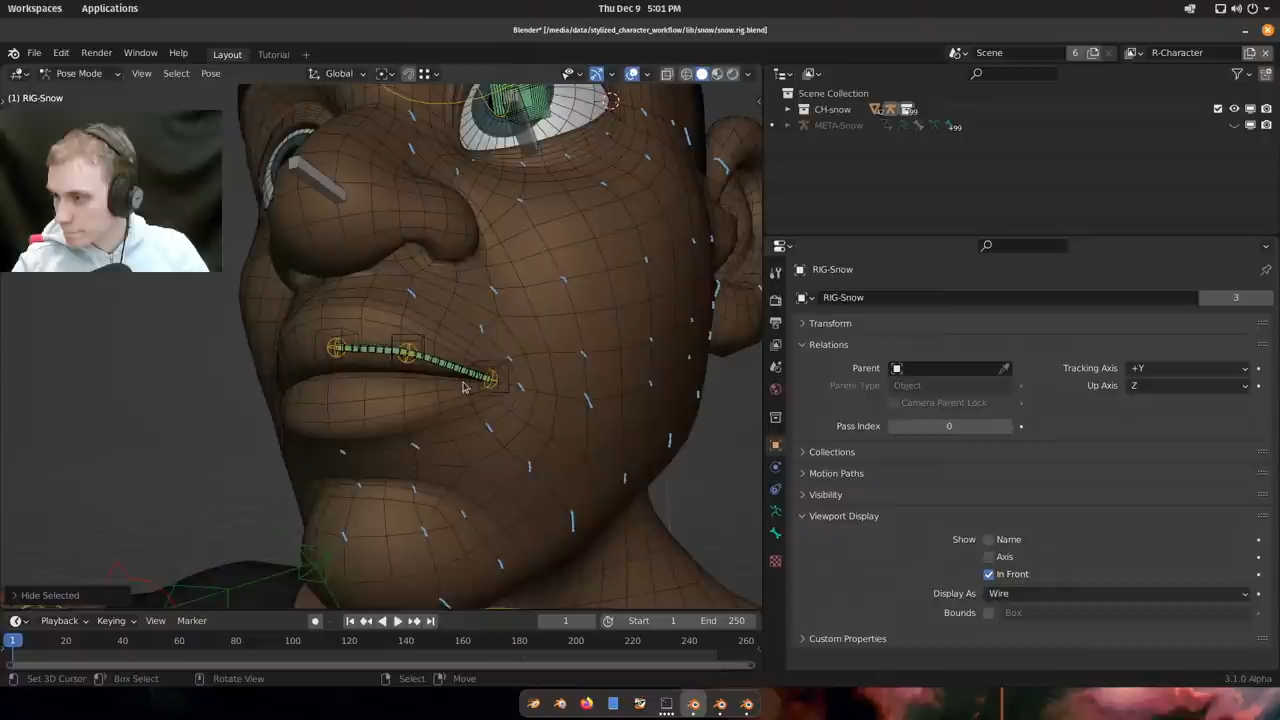 Applications
Thu Dec 9 5:01 PM
Blender* [/media/data/stylized_character_workflow/lib/snow/snow.rig.blend]
File Edit Render Window Help Layout Tutorial +
Scene 6 R-Character
Pose Mode View Select Pose Global
(1) RIG-Snow
Scene Collection
CH-snow
META-Snow +99
RIG-Snow
RIG-Snow 3
Transform
Relations
Parent Tracking Axis +Y
Parent Type Object Up Axis Z
Camera Parent Lock
Pass Index 0
Collections
Motion Paths
Visibility
Viewport Display
Show Name
Axis
In Front
Display As Wire
Bounds Box
Custom Properties
Hide Selected
Playback Keying View Marker 1 Start 1 End 250
1 20 40 60 80 100 120 140 160 180 200 220 240 260
Set 3D Cursor Box Select Rotate View Select Move 3.1.0 Alpha